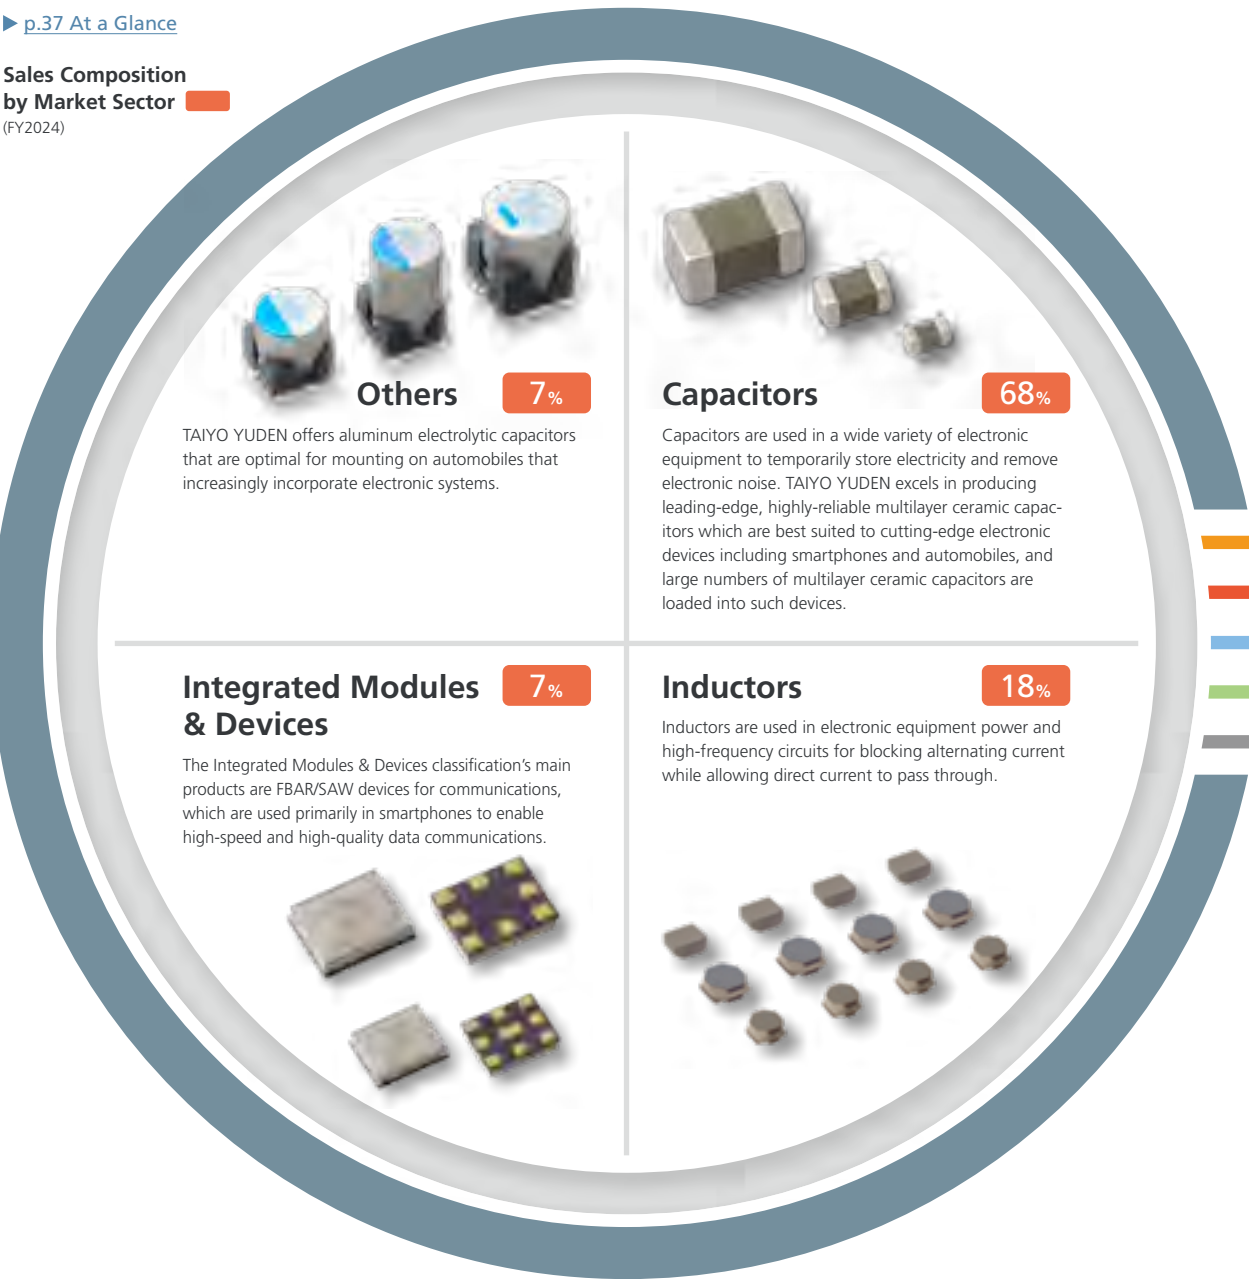 p.37 At a Glance
Sales Composition
by Market Sector
(FY2024)
Others 7%
TAIYO YUDEN offers aluminum electrolytic capacitors
that are optimal for mounting on automobiles that
increasingly incorporate electronic systems.
Capacitors 68%
Capacitors are used in a wide variety of electronic
equipment to temporarily store electricity and remove
electronic noise. TAIYO YUDEN excels in producing
leading-edge, highly-reliable multilayer ceramic capac-
itors which are best suited to cutting-edge electronic
devices including smartphones and automobiles, and
large numbers of multilayer ceramic capacitors are
loaded into such devices.
Integrated Modules 7%
& Devices
The Integrated Modules & Devices classification's main
products are FBAR/SAW devices for communications,
which are used primarily in smartphones to enable
high-speed and high-quality data communications.
Inductors 18%
Inductors are used in electronic equipment power and
high-frequency circuits for blocking alternating current
while allowing direct current to pass through.